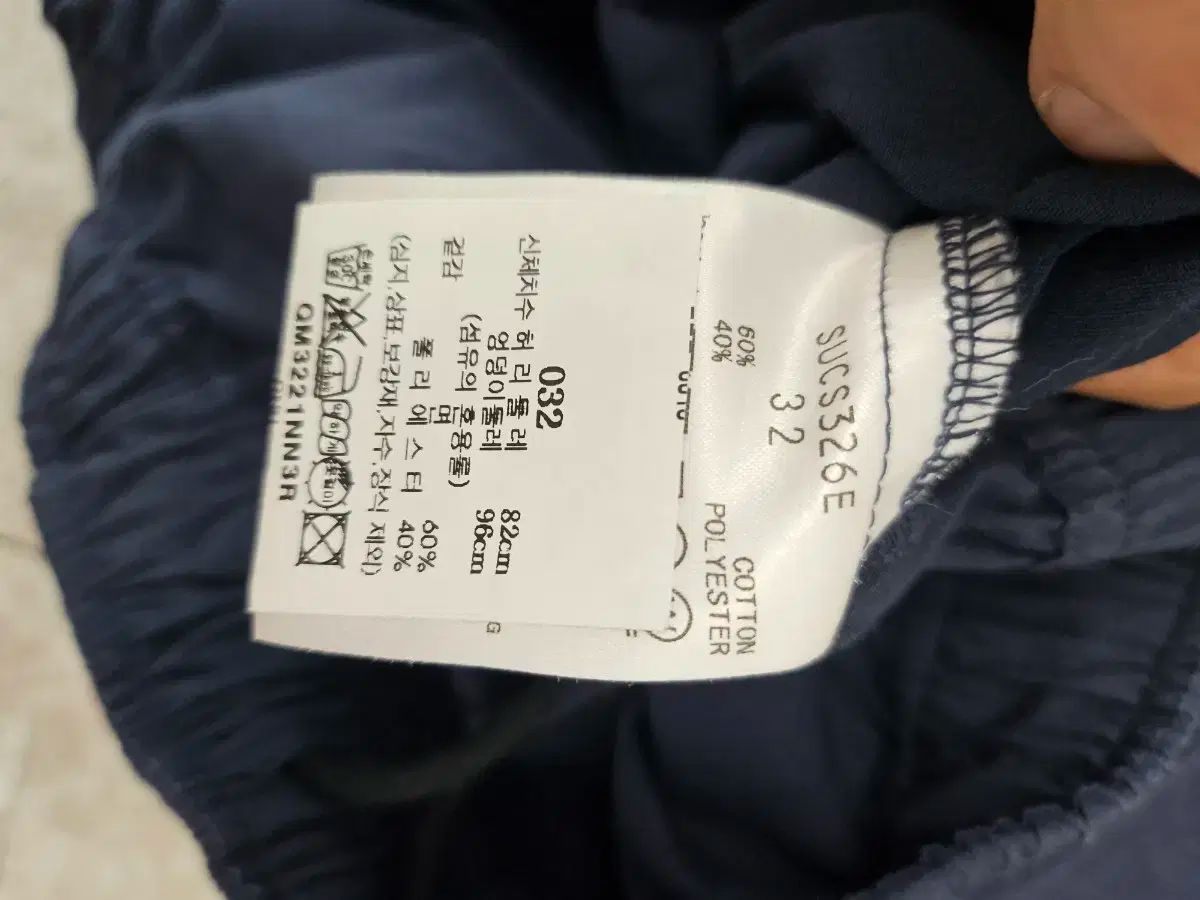 SUCS326E
32
60% COTTON
40% POLYESTER
032
신체치수 허리둘레 82cm
엉덩이둘레 96cm
(섬유의 혼용률)
겉감 면 60%
폴리에스터 40%
(심지,상표,보강재,자수,장식 제외)
QM3221NN3R
G